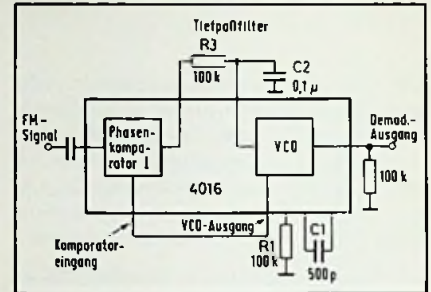 Tiefpaßfilter
R3
100 k
C2
0,1 µ
FM-
Signal
Phasen-
kompa-
rator I
VCO
Demod.-
Ausgang
4016
100 k
VCO-Ausgang
Komparator-
eingang
R1
100 k
C1
500 p